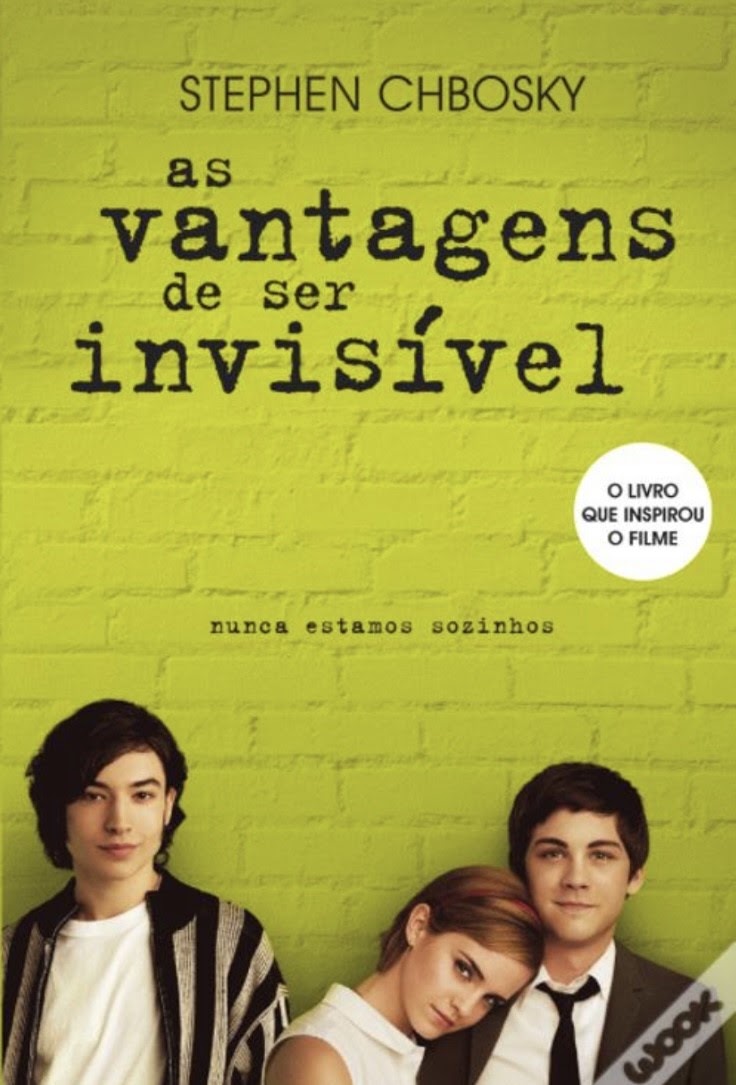 STEPHEN CHBOSKY
as
vantagens
de ser
invisível
O LIVRO
QUE INSPIROU
O FILME
nunca estamos sozinhos
wook